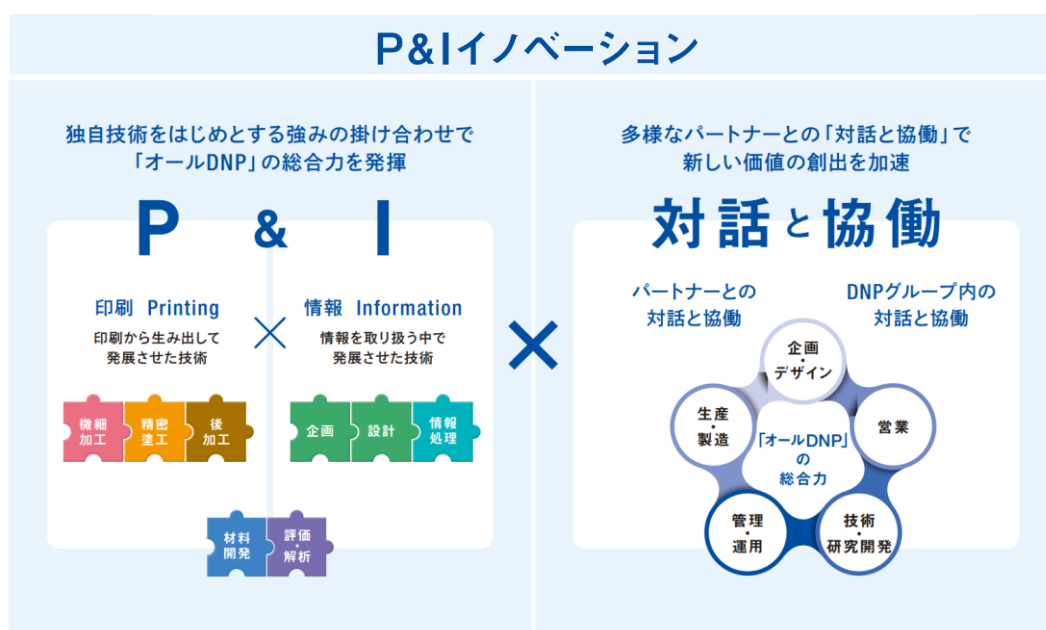 P&Iイノベーション
独自技術をはじめとする強みの掛け合わせで
「オールDNP」の総合力を発揮
P & I
印刷 Printing
印刷から生み出して
発展させた技術
×
情報 Information
情報を取り扱う中で
発展させた技術
微細
加工
精密
塗工
後
加工
企画
設計
情報
処理
材料
開発
評価
・
解析
×
多様なパートナーとの「対話と協働」で
新しい価値の創出を加速
対話と協働
パートナーとの
対話と協働
DNPグループ内の
対話と協働
企画
・
デザイン
生産
・
製造
営業
「オールDNP」
の
総合力
管理
・
運用
技術
・
研究開発